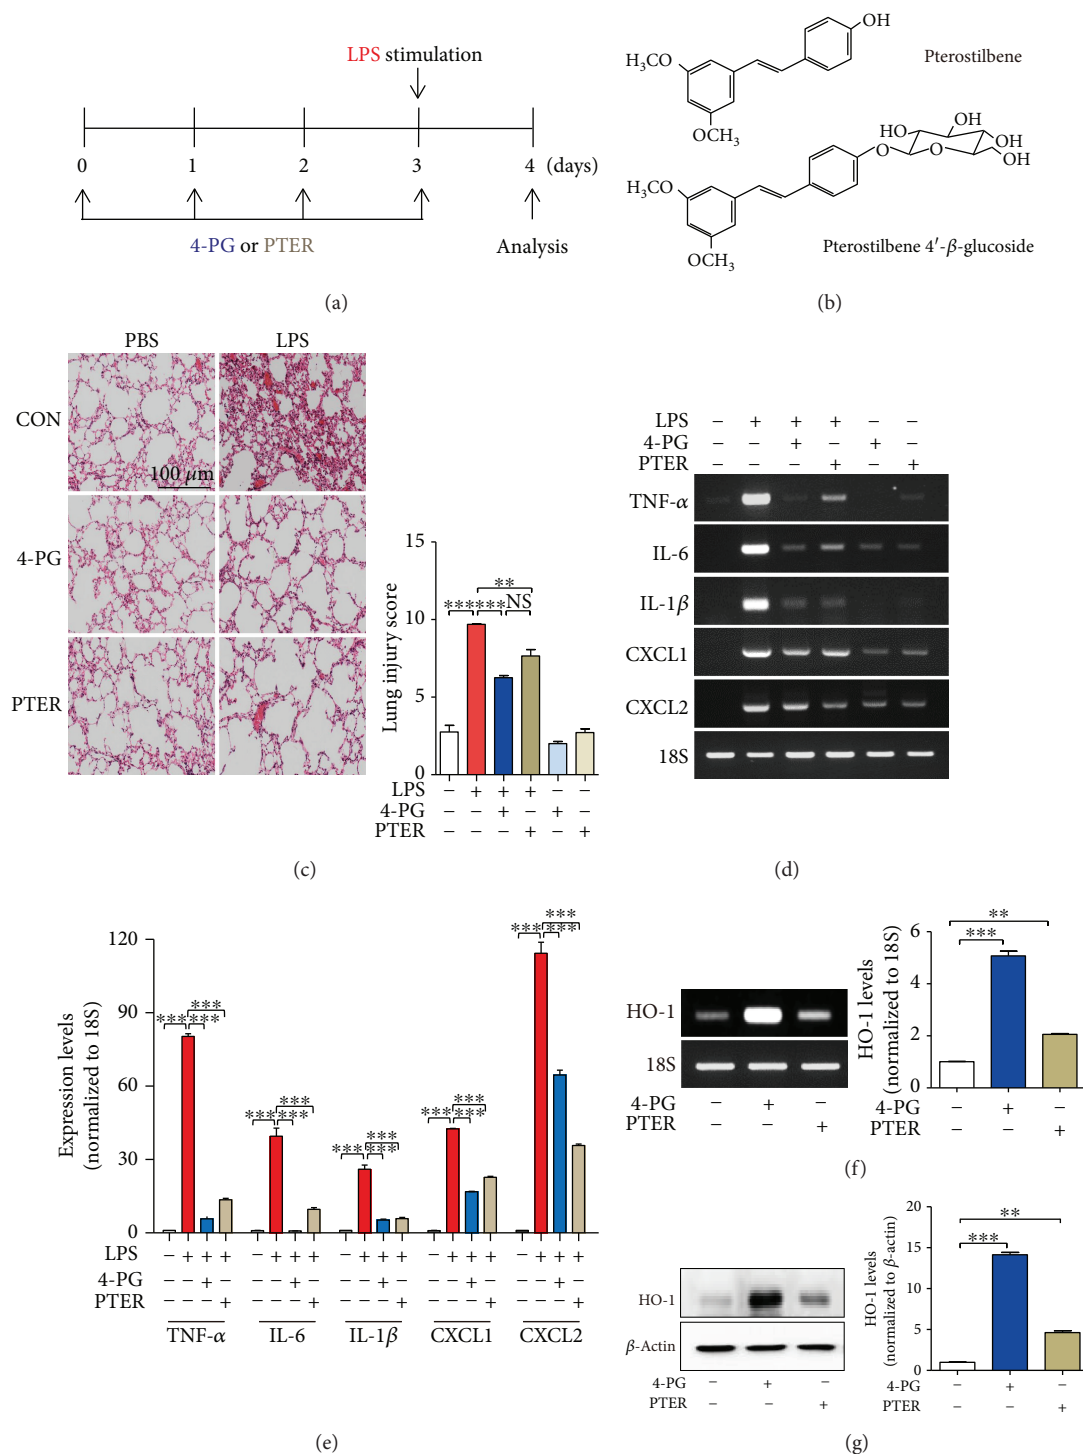 LPS stimulation
0 1 2 3 4 (days)
4-PG or PTER
Analysis
(a)
OH
H₃CO
OCH₃
Pterostilbene
OH
HO
HO
OH
O
O
OH
H₃CO
OCH₃
Pterostilbene 4′-β-glucoside
(b)
PBS LPS
CON
100 μm
4-PG
PTER
Lung injury score
15
10
5
0
**
*** *** NS
LPS − + + + − −
4-PG − − + − + −
PTER − − − + − +
(c)
LPS − + + + − −
4-PG − − + − + −
PTER − − − + − +
TNF-α
IL-6
IL-1β
CXCL1
CXCL2
18S
(d)
Expression levels
(normalized to 18S)
120
90
60
30
0
*** *** *** *** ***
*** *** *** *** *** *** *** *** *** ***
LPS − + + + − + + + − + + + − + + + − + + +
4-PG − − + − − − + − − − + − − − + − − − + −
PTER − − − + − − − + − − − + − − − + − − − +
TNF-α IL-6 IL-1β CXCL1 CXCL2
(e)
HO-1
18S
4-PG − + −
PTER − − +
HO-1 levels
(normalized to 18S)
6
4
2
0
**
***
4-PG − + −
PTER − − +
(f)
HO-1
β-Actin
4-PG − + −
PTER − − +
HO-1 levels
(normalized to β-actin)
20
15
10
5
0
**
***
4-PG − + −
PTER − − +
(g)